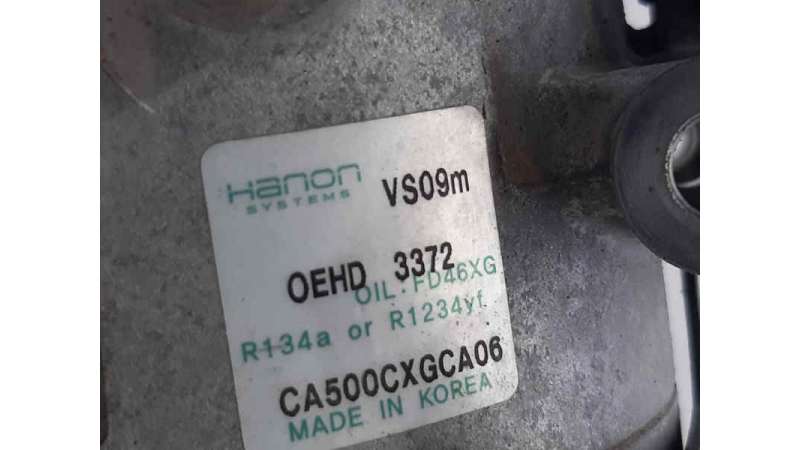 Hanon VS09m
SYSTEMS
OEHD 3372
OIL: FD46XG
R134a or R1234yf.
CA500CXGCA06
MADE IN KOREA